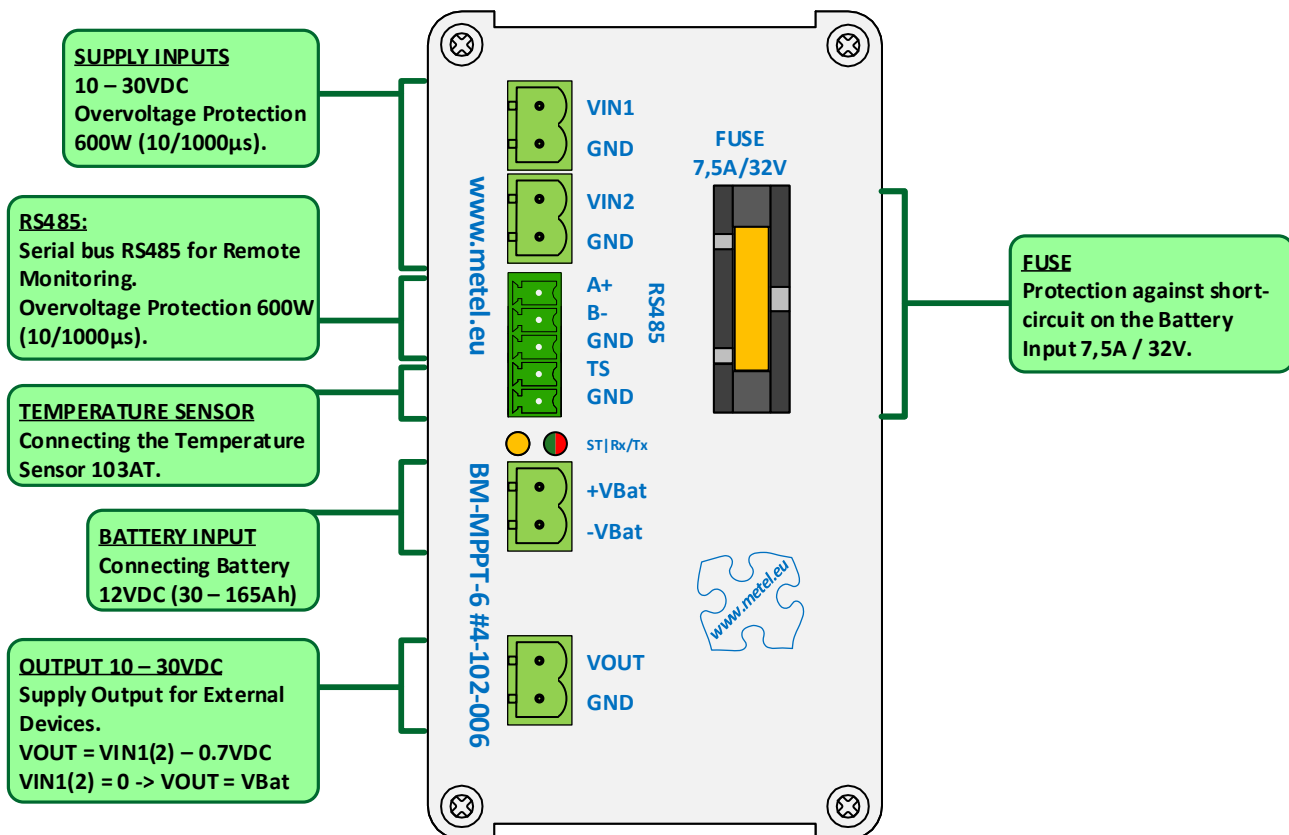 SUPPLY INPUTS
10 – 30VDC
Overvoltage Protection
600W (10/1000µs).
RS485:
Serial bus RS485 for Remote
Monitoring.
Overvoltage Protection 600W
(10/1000µs).
TEMPERATURE SENSOR
Connecting the Temperature
Sensor 103AT.
BATTERY INPUT
Connecting Battery
12VDC (30 – 165Ah)
OUTPUT 10 – 30VDC
Supply Output for External
Devices.
VOUT = VIN1(2) – 0.7VDC
VIN1(2) = 0 -> VOUT = VBat
www.metel.eu
BM-MPPT-6 #4-102-006
VIN1
GND
VIN2
GND
A+
B-
GND
TS
GND
RS485
ST|Rx/Tx
+VBat
-VBat
VOUT
GND
FUSE
7,5A/32V
www.metel.eu
FUSE
Protection against short-
circuit on the Battery
Input 7,5A / 32V.